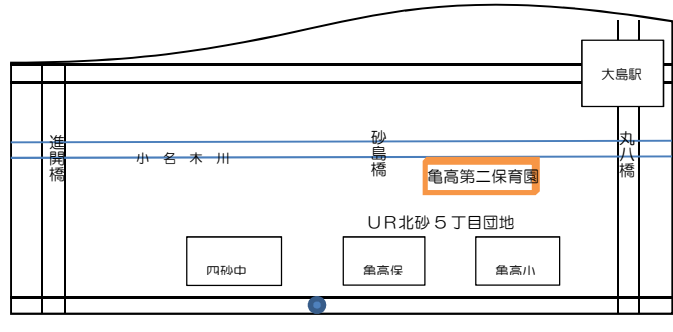 大島駅
進開橋
小名木川
砂島橋
丸八橋
亀高第二保育園
UR北砂5丁目団地
四砂中
亀高保
亀高小